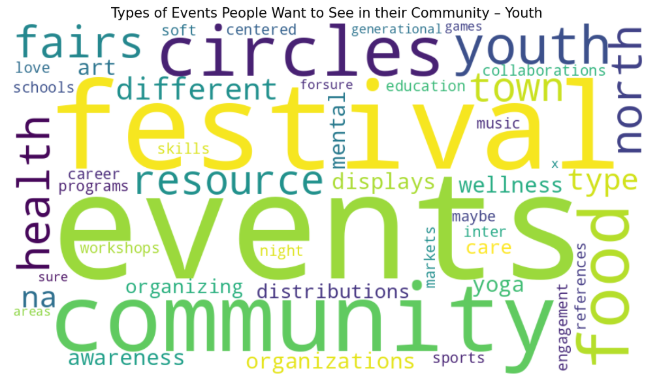 Types of Events People Want to See in their Community – Youth
fairs
soft
centered
generational
games
circles
youth
north
love
art
collaborations
schools
different
forsure
education
town
festival
mental
music
skills
x
health
career
programs
resource
displays
wellness
type
events
maybe
inter
care
workshops
night
markets
food
sure
na
organizing
distributions
yoga
references
areas
community
engagement
awareness
organizations
sports